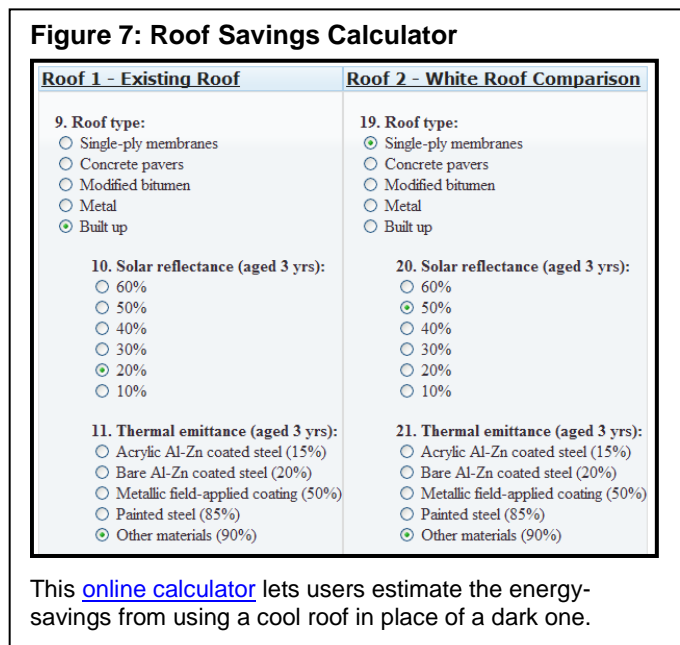 Figure 7: Roof Savings Calculator
Roof 1 - Existing Roof
9. Roof type:
Single-ply membranes
Concrete pavers
Modified bitumen
Metal
Built up
10. Solar reflectance (aged 3 yrs):
60%
50%
40%
30%
20%
10%
11. Thermal emittance (aged 3 yrs):
Acrylic Al-Zn coated steel (15%)
Bare Al-Zn coated steel (20%)
Metallic field-applied coating (50%)
Painted steel (85%)
Other materials (90%)
Roof 2 - White Roof Comparison
19. Roof type:
Single-ply membranes
Concrete pavers
Modified bitumen
Metal
Built up
20. Solar reflectance (aged 3 yrs):
60%
50%
40%
30%
20%
10%
21. Thermal emittance (aged 3 yrs):
Acrylic Al-Zn coated steel (15%)
Bare Al-Zn coated steel (20%)
Metallic field-applied coating (50%)
Painted steel (85%)
Other materials (90%)
This online calculator lets users estimate the energy-
savings from using a cool roof in place of a dark one.